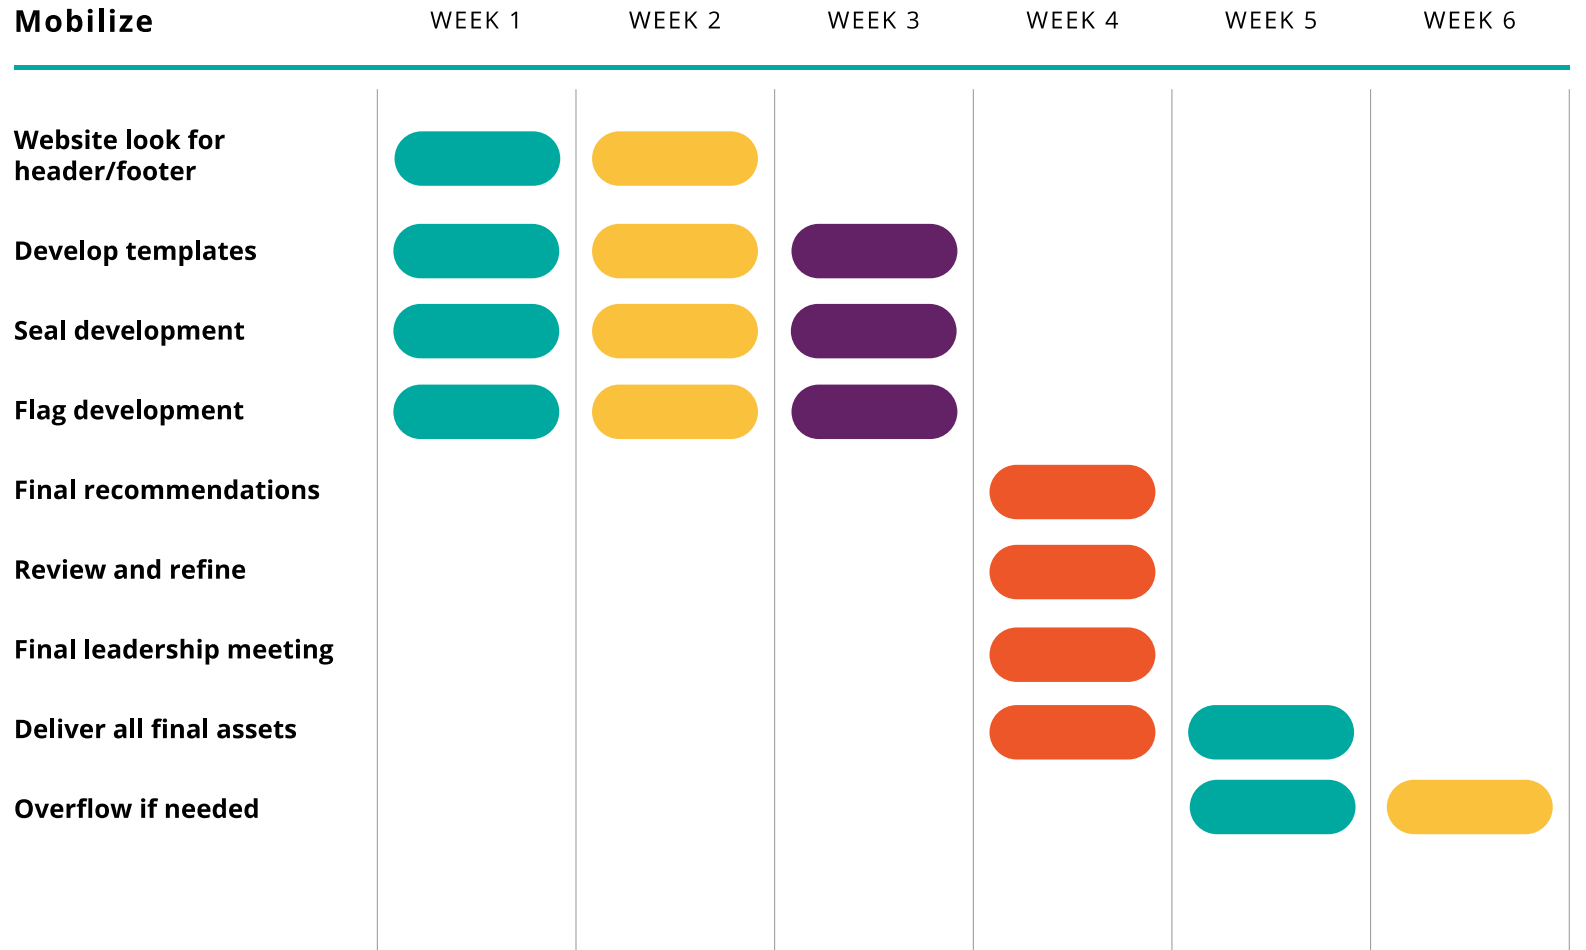 Mobilize WEEK 1 WEEK 2 WEEK 3 WEEK 4 WEEK 5 WEEK 6
Website look for
header/footer
Develop templates
Seal development
Flag development
Final recommendations
Review and refine
Final leadership meeting
Deliver all final assets
Overflow if needed